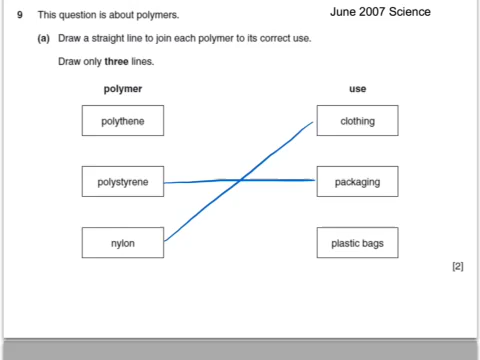 June 2007 Science
9 This question is about polymers.
(a) Draw a straight line to join each polymer to its correct use.
Draw only three lines.
polymer use
polythene clothing
polystyrene packaging
nylon plastic bags
[2]